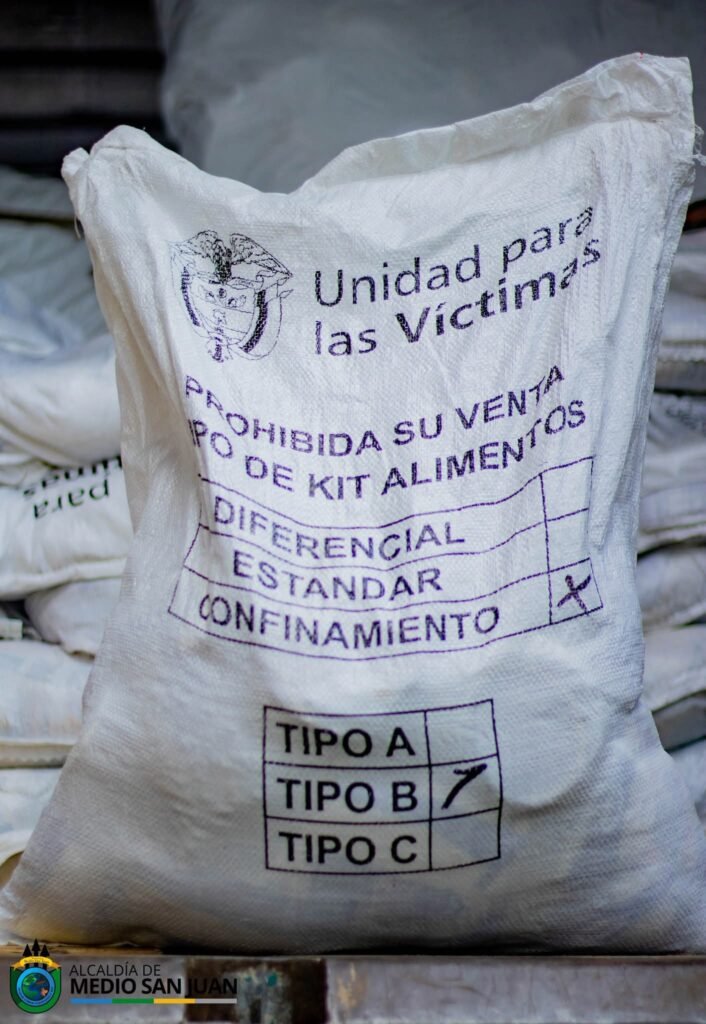 Unidad para
las Víctimas
PROHIBIDA SU VENTA
IPO DE KIT ALIMENTOS
DIFERENCIAL
ESTANDAR
CONFINAMIENTO X
TIPO A
TIPO B
TIPO C
para
ALCALDÍA DE
MEDIO SAN JUAN